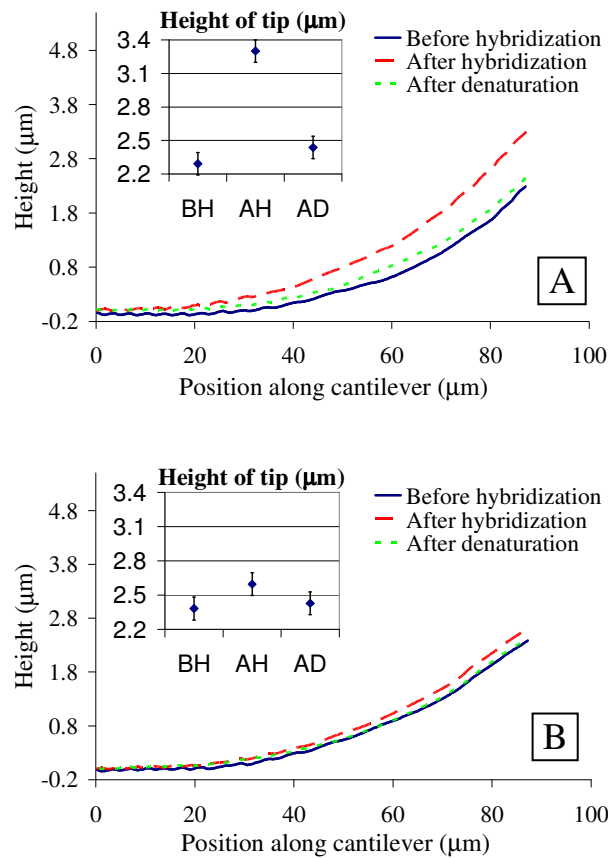 Height of tip (μm)
3.4
3.1
2.8
2.5
2.2
BH AH AD
Before hybridization
After hybridization
After denaturation
4.8
3.8
2.8
1.8
0.8
-0.2
Height (μm)
0 20 40 60 80 100
Position along cantilever (μm)
A
Height of tip (μm)
3.4
3.1
2.8
2.5
2.2
BH AH AD
Before hybridization
After hybridization
After denaturation
4.8
3.8
2.8
1.8
0.8
-0.2
Height (μm)
0 20 40 60 80 100
Position along cantilever (μm)
B